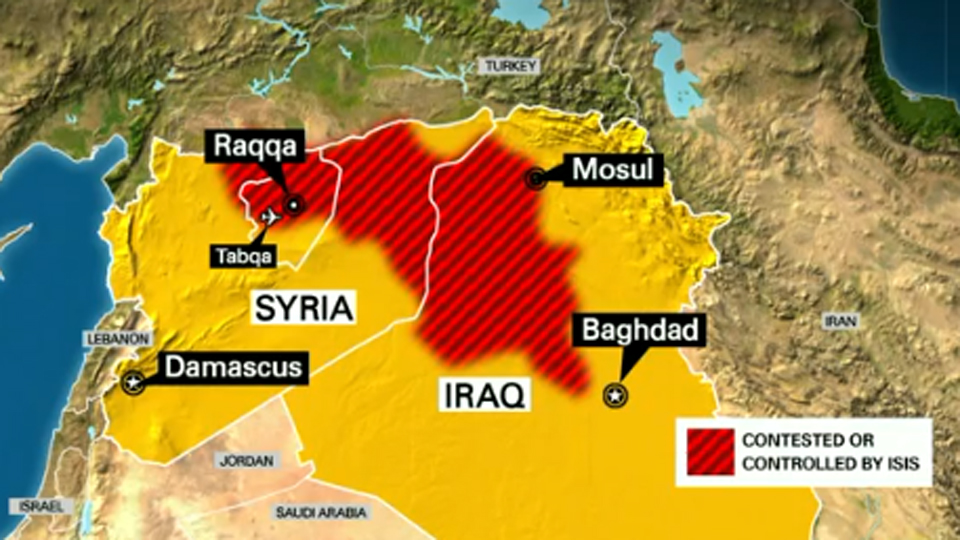 TURKEY
Raqqa
Mosul
Tabqa
SYRIA
IRAN
Baghdad
LEBANON
Damascus
IRAQ
CONTESTED OR
CONTROLLED BY ISIS
JORDAN
ISRAEL
SAUDI ARABIA